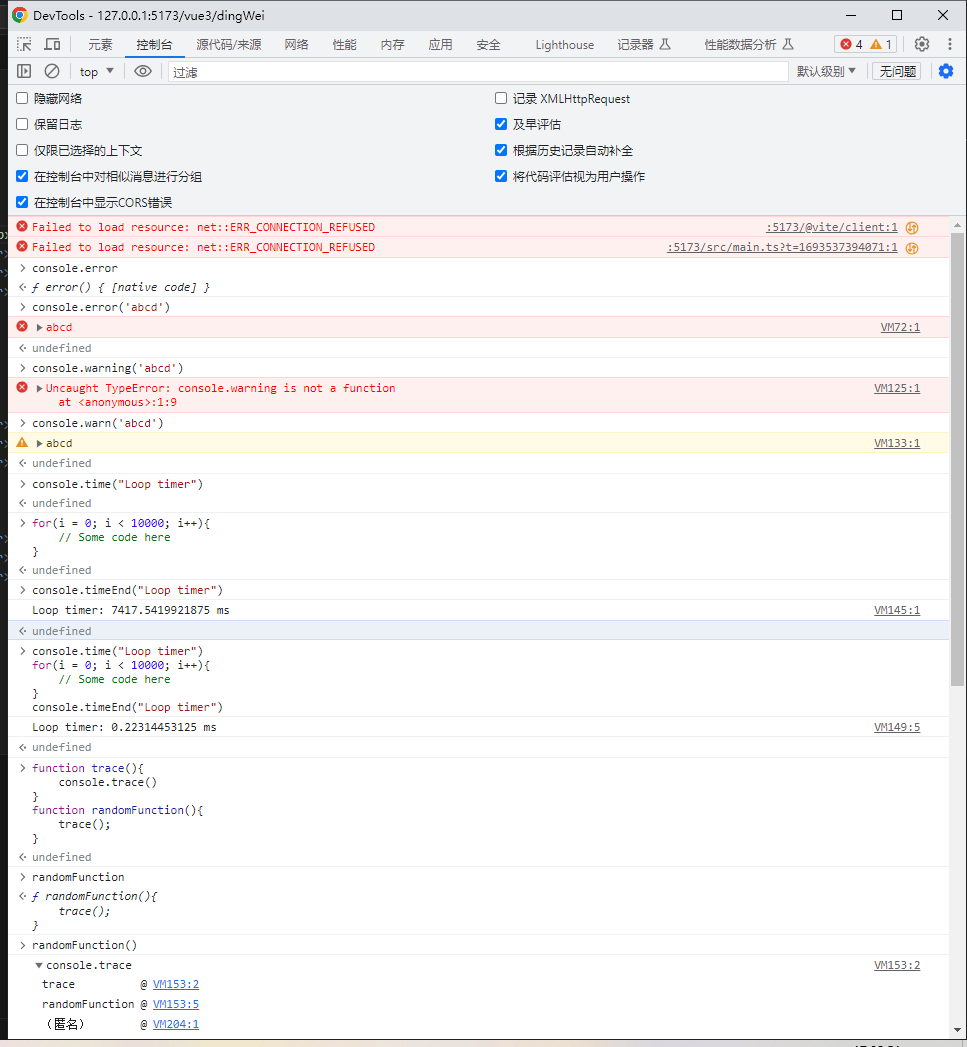 DevTools - 127.0.0.1:5173/vue3/dingWei
元素 控制台 源代码/来源 网络 性能 内存 应用 安全 Lighthouse 记录器 性能数据分析 4 1
top 过滤 默认级别 无问题
隐藏网络 记录 XMLHttpRequest
保留日志 及早评估
仅限已选择的上下文 根据历史记录自动补全
在控制台中对相似消息进行分组 将代码评估视为用户操作
在控制台中显示CORS错误
Failed to load resource: net::ERR_CONNECTION_REFUSED :5173/@vite/client:1
Failed to load resource: net::ERR_CONNECTION_REFUSED :5173/src/main.ts?t=1693537394071:1
console.error
ƒ error() { [native code] }
console.error('abcd')
abcd VM72:1
undefined
console.warning('abcd')
Uncaught TypeError: console.warning is not a function VM125:1
at <anonymous>:1:9
console.warn('abcd')
abcd VM133:1
undefined
console.time("Loop timer")
undefined
for(i = 0; i < 10000; i++){
// Some code here
}
undefined
console.timeEnd("Loop timer")
Loop timer: 7417.5419921875 ms VM145:1
undefined
console.time("Loop timer")
for(i = 0; i < 10000; i++){
// Some code here
}
console.timeEnd("Loop timer")
Loop timer: 0.22314453125 ms VM149:5
undefined
function trace(){
console.trace()
}
function randomFunction(){
trace();
}
undefined
randomFunction
ƒ randomFunction(){
trace();
}
randomFunction()
console.trace VM153:2
trace @ VM153:2
randomFunction @ VM153:5
（匿名） @ VM204:1